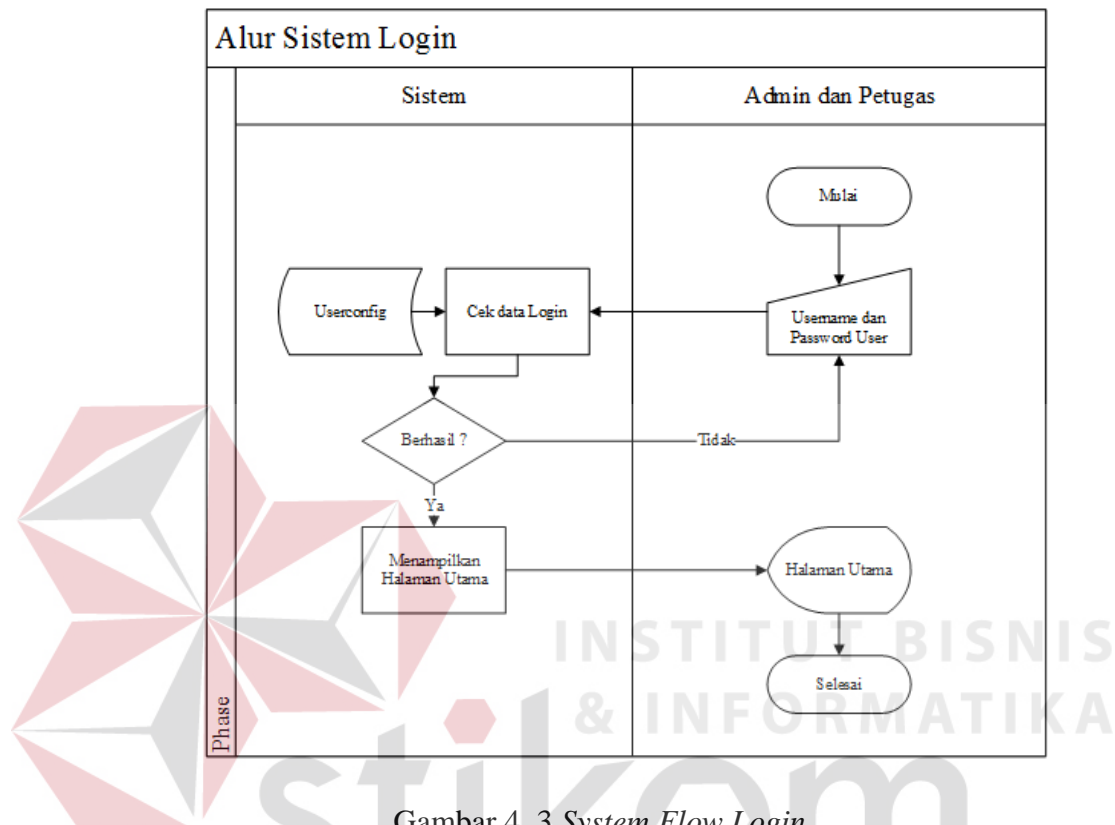 Alur Sistem Login
Sistem
Admin dan Petugas
Mulai
Userconfig
Cek data Login
Username dan
Password User
Berhasil ?
Tidak
Ya
Menampilkan
Halaman Utama
Halaman Utama
Selesai
Phase
INSTITUT BISNIS
& INFORMATIKA
stikom
Gambar 4. 3 System Flow Login